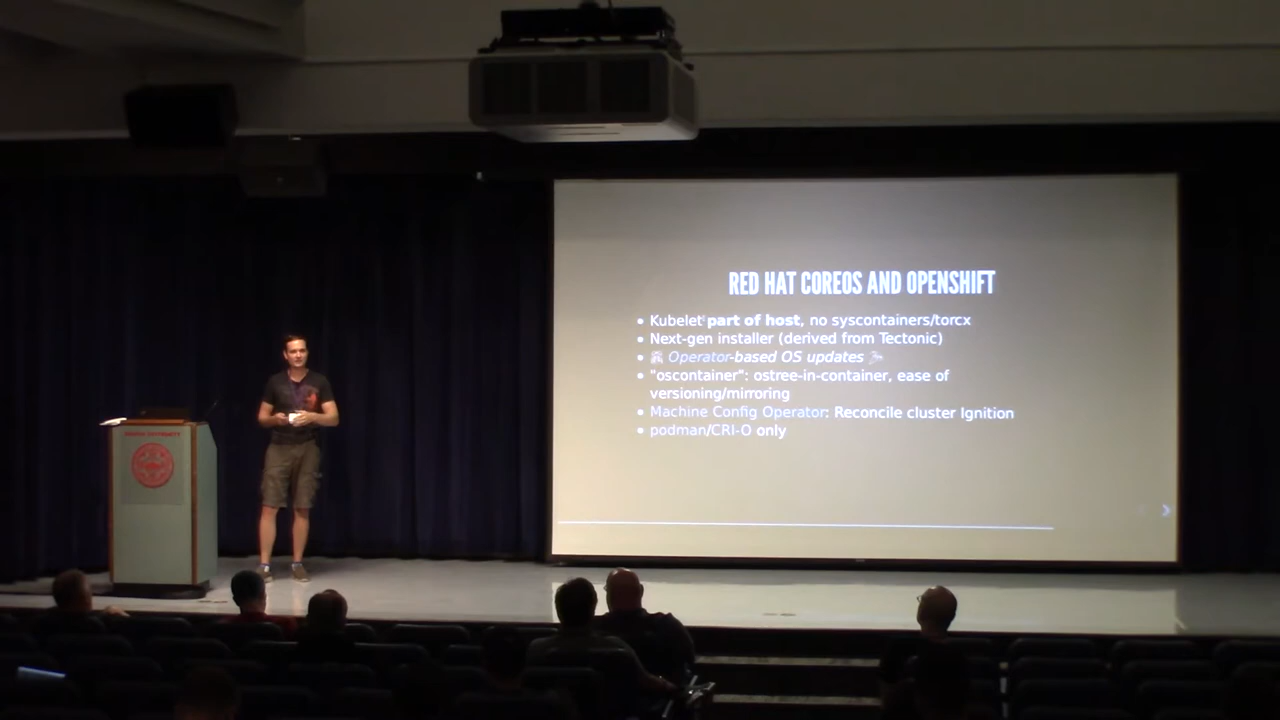 RED HAT COREOS AND OPENSHIFT
Kubelet part of host, no syscontainers/torcx
Next-gen installer (derived from Tectonic)
Operator-based OS updates
"oscontainer": ostree-in-container, ease of
versioning/mirroring
Machine Config Operator: Reconcile cluster Ignition
podman/CRI-O only